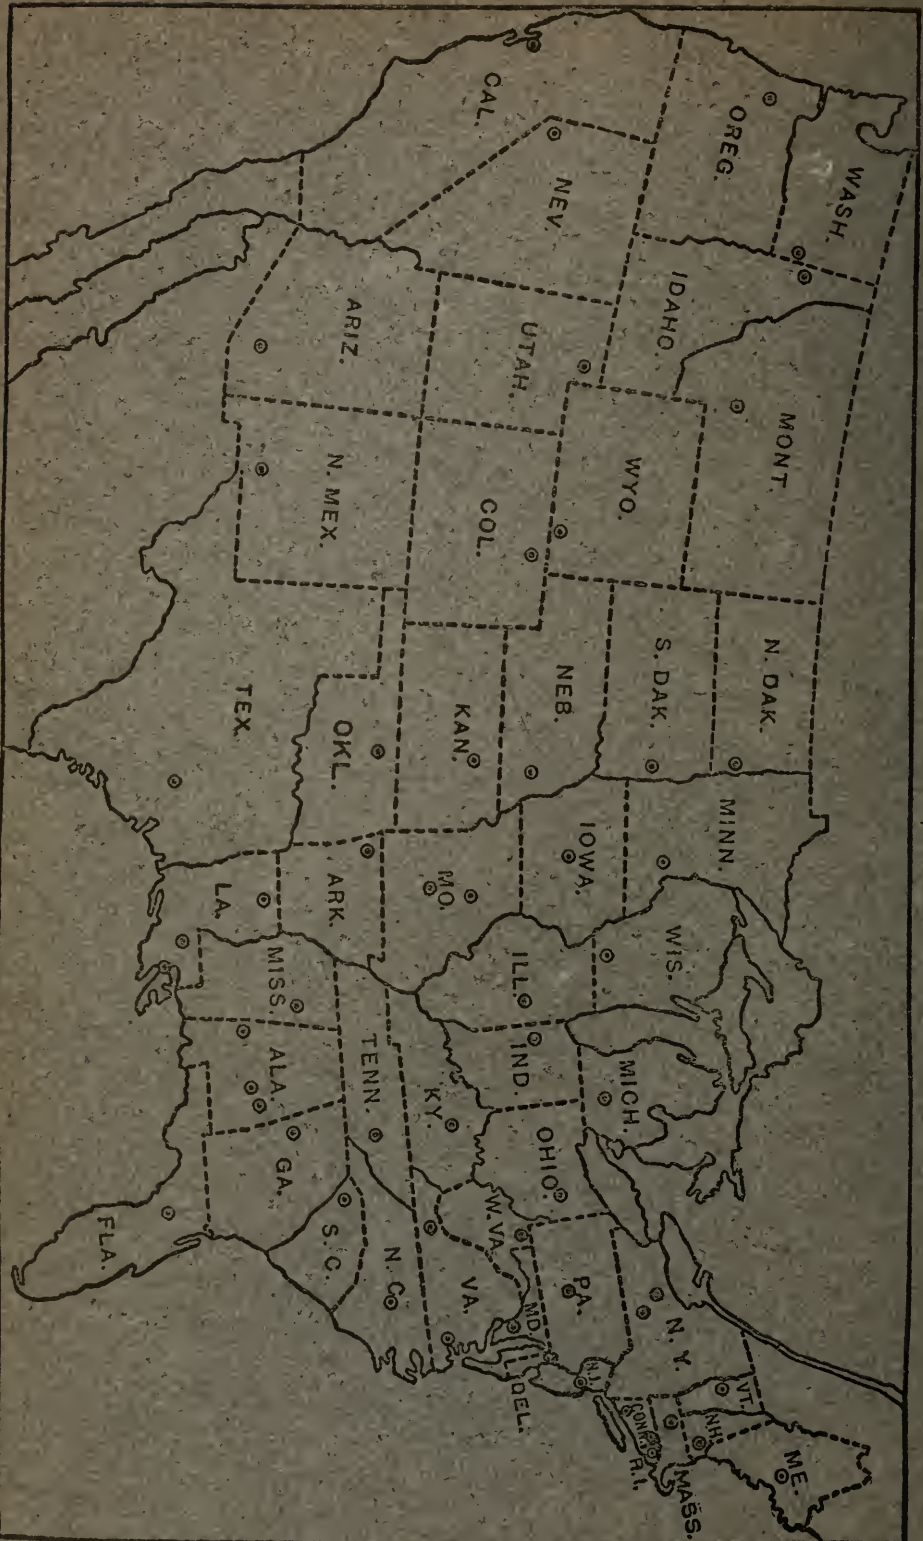 WASH.
OREG.
CAL.
NEV.
IDAHO.
MONT.
WYO.
UTAH.
COL.
ARIZ.
N. MEX.
N. DAK.
S. DAK.
NEB.
KAN.
OKL.
TEX.
MINN.
IOWA.
MO.
ARK.
LA.
WIS.
ILL.
MICH.
IND.
OHIO.
KY.
TENN.
MISS.
ALA.
GA.
FLA.
S. C.
N. C.
VA.
W. VA.
MD.
DEL.
PA.
N. J.
N. Y.
CONN.
R. I.
MASS.
VT.
N. H.
ME.